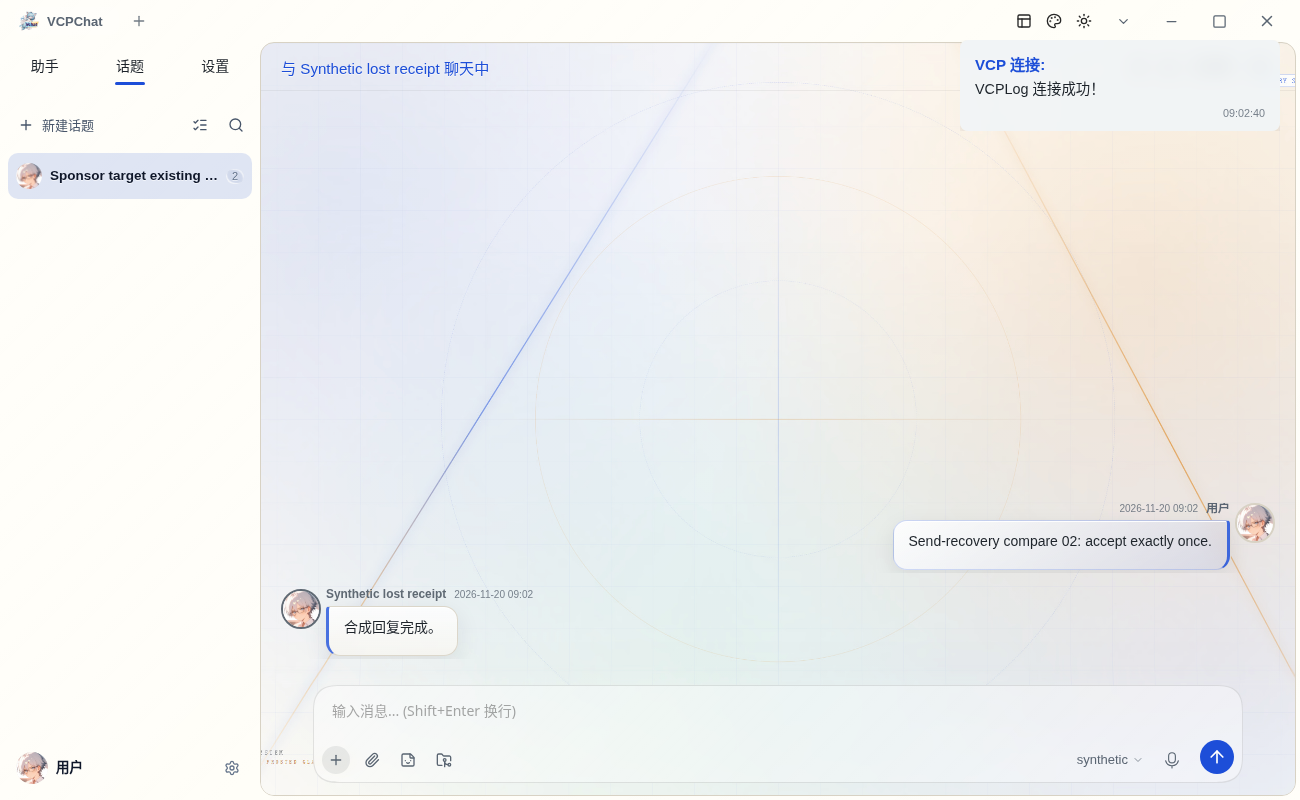 VCPChat
助手
话题
设置
与 Synthetic lost receipt 聊天中
VCP 连接:
VCPLog 连接成功!
09:02:40
新建话题
Sponsor target existing …
2
2026-11-20 09:02 用户
Send-recovery compare 02: accept exactly once.
Synthetic lost receipt 2026-11-20 09:02
合成回复完成。
输入消息... (Shift+Enter 换行)
synthetic
用户